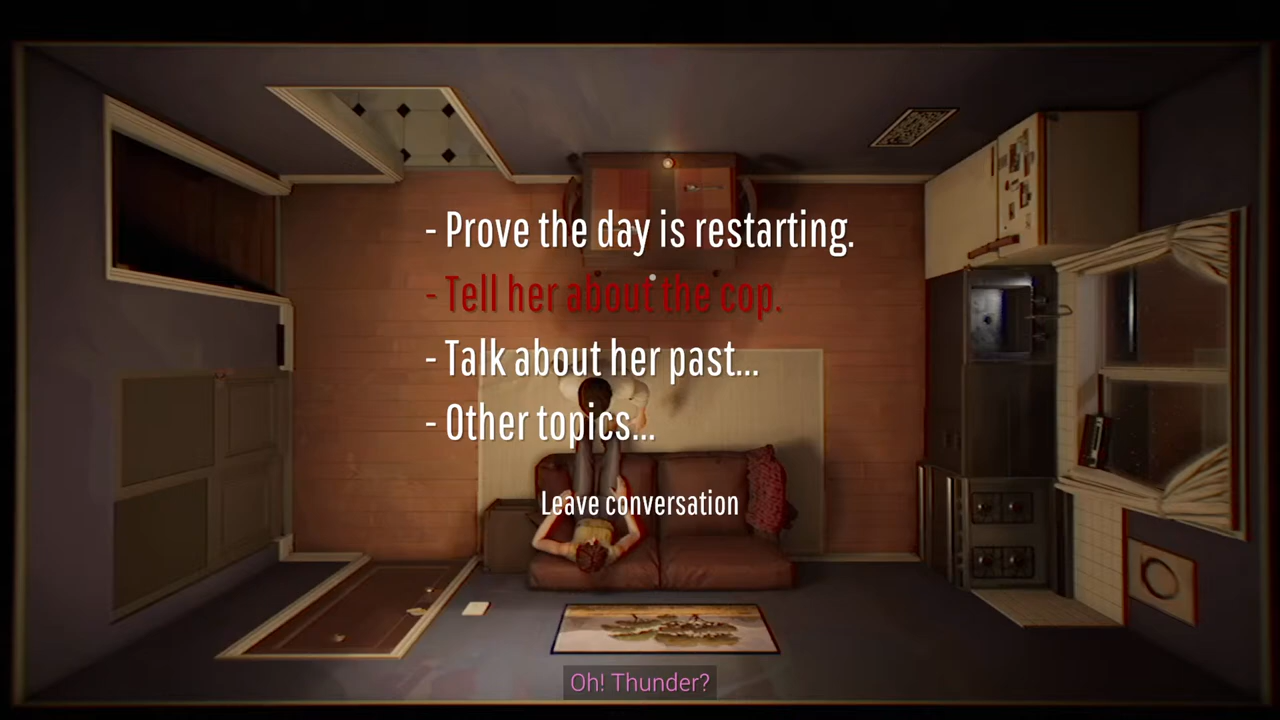 - Prove the day is restarting.
- Tell her about the cop.
- Talk about her past...
- Other topics...
Leave conversation
Oh! Thunder?